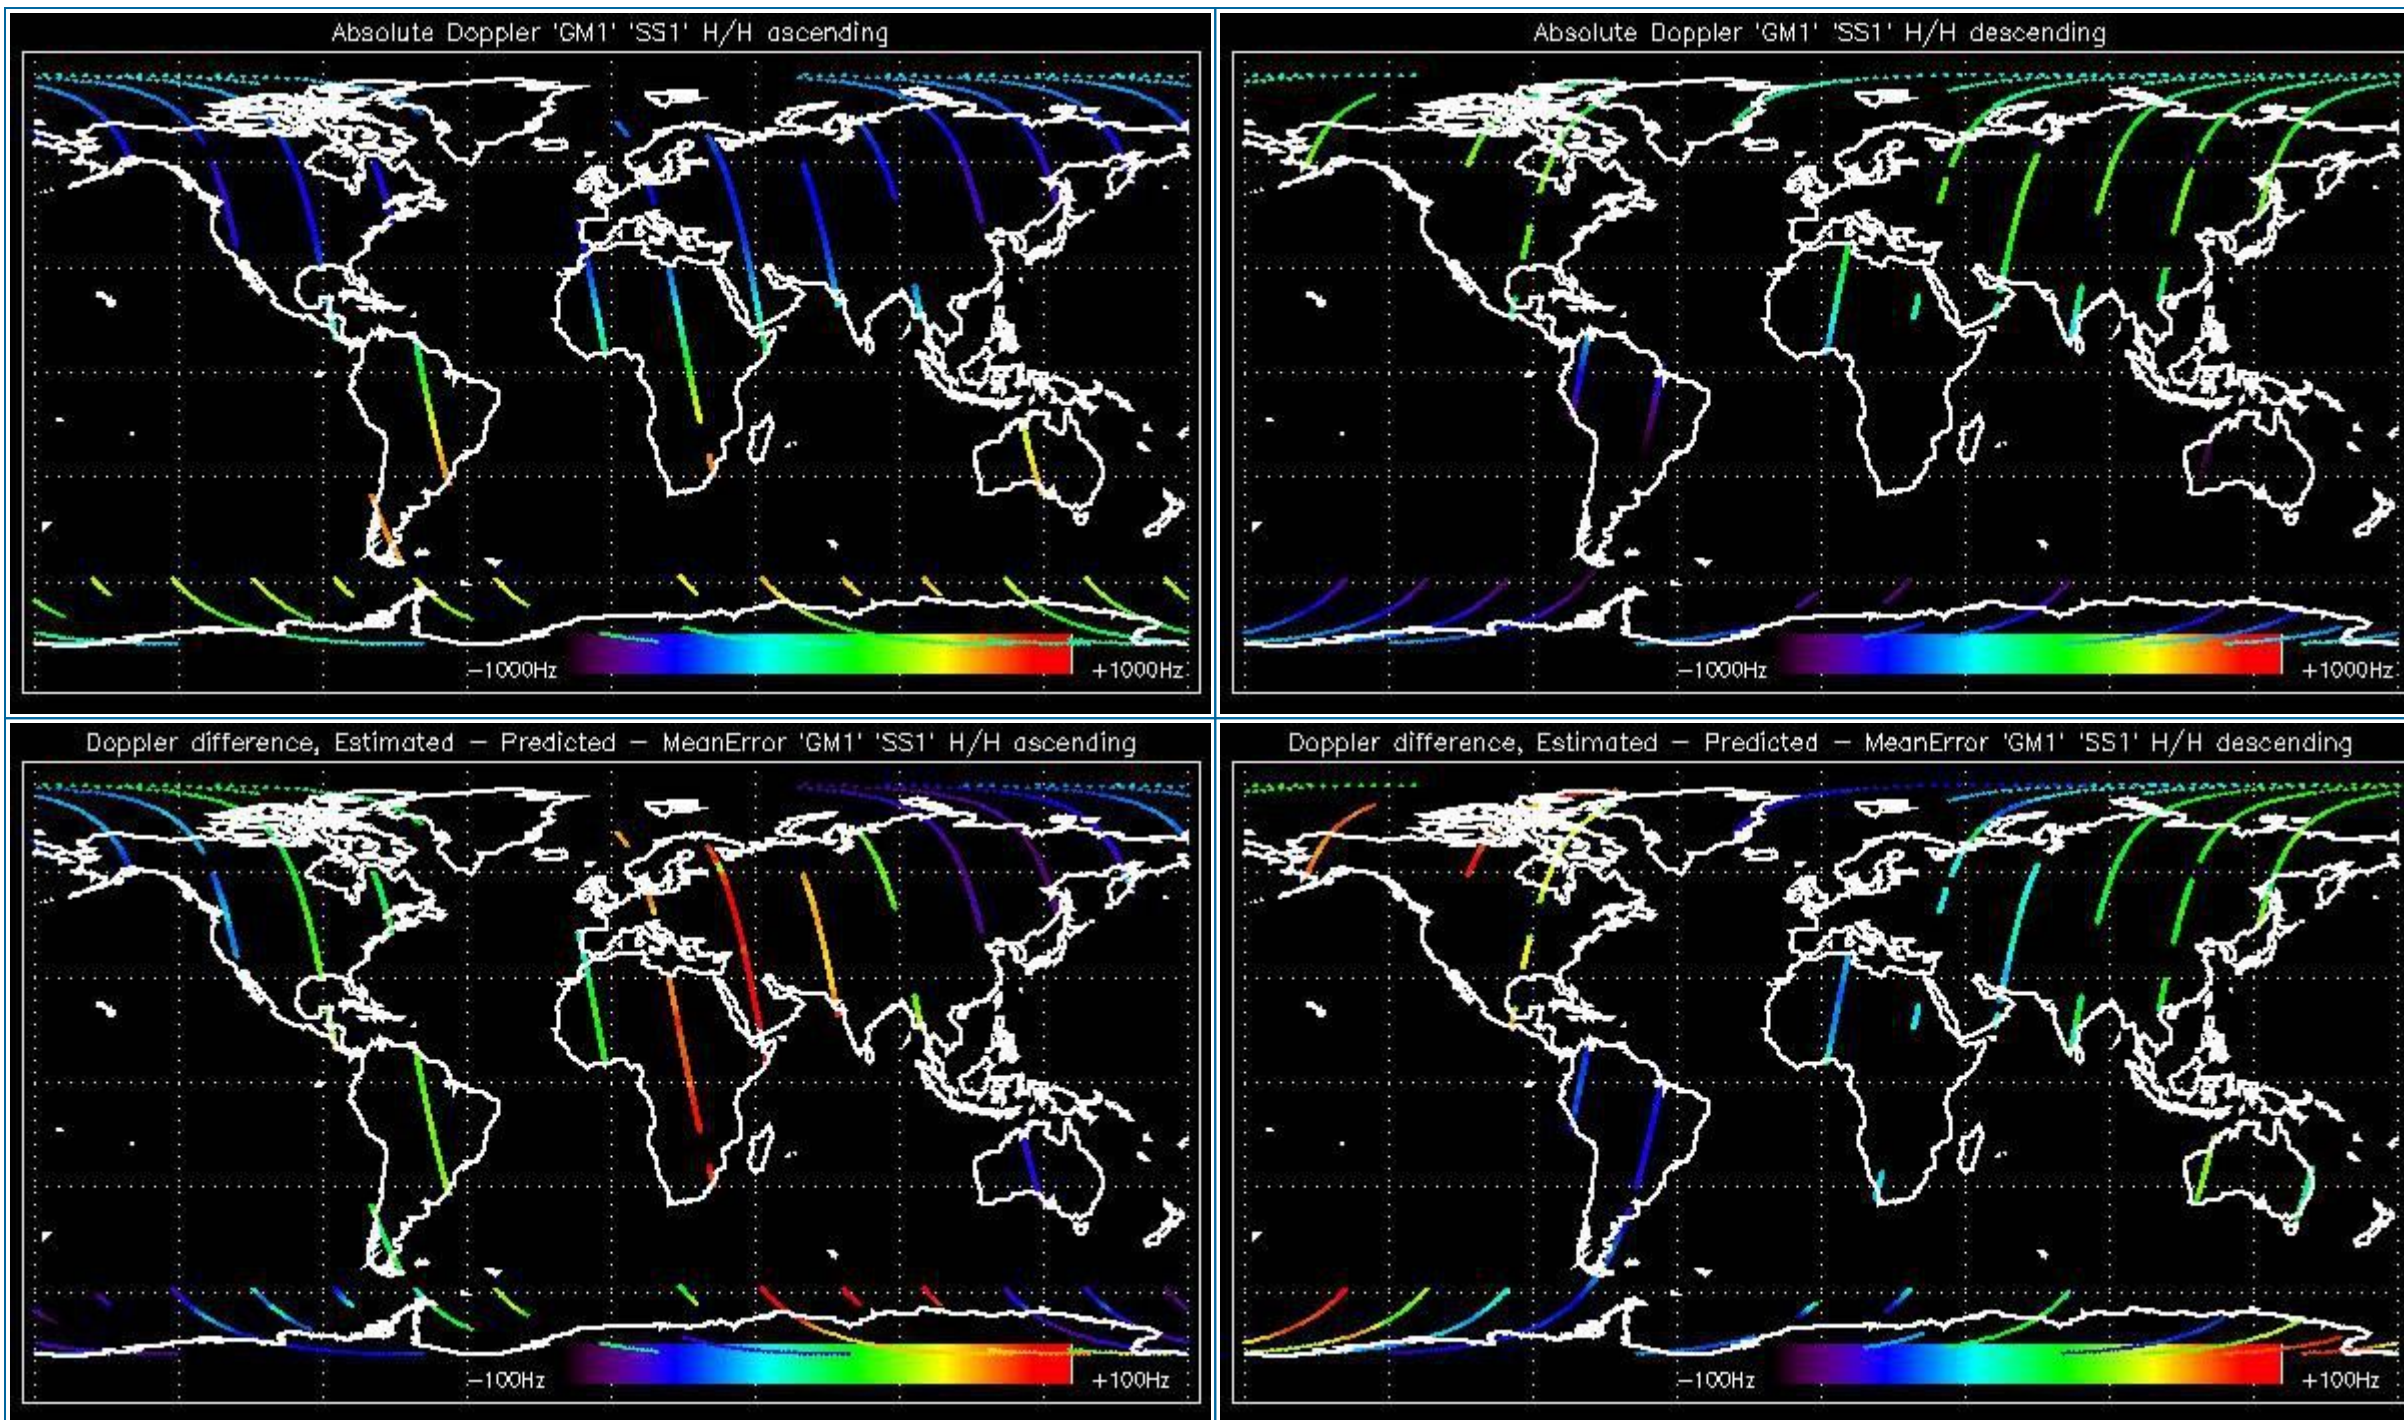 Absolute Doppler 'GM1' 'SS1' H/H ascending
-1000Hz
+1000Hz
Absolute Doppler 'GM1' 'SS1' H/H descending
-1000Hz
+1000Hz
Doppler difference, Estimated - Predicted - MeanError 'GM1' 'SS1' H/H ascending
-100Hz
+100Hz
Doppler difference, Estimated - Predicted - MeanError 'GM1' 'SS1' H/H descending
-100Hz
+100Hz